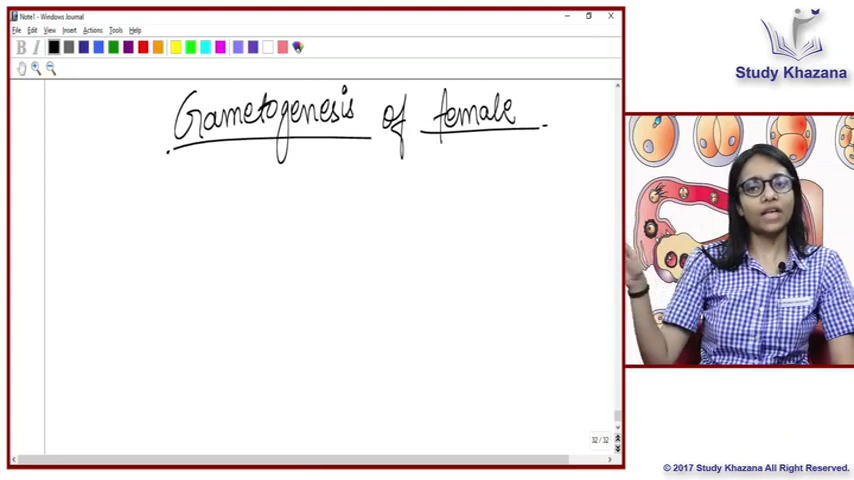 Note1 - Windows Journal
File Edit View Insert Actions Tools Help
B I
Gametogenesis of female
32 / 32
Study Khazana
© 2017 Study Khazana All Right Reserved.